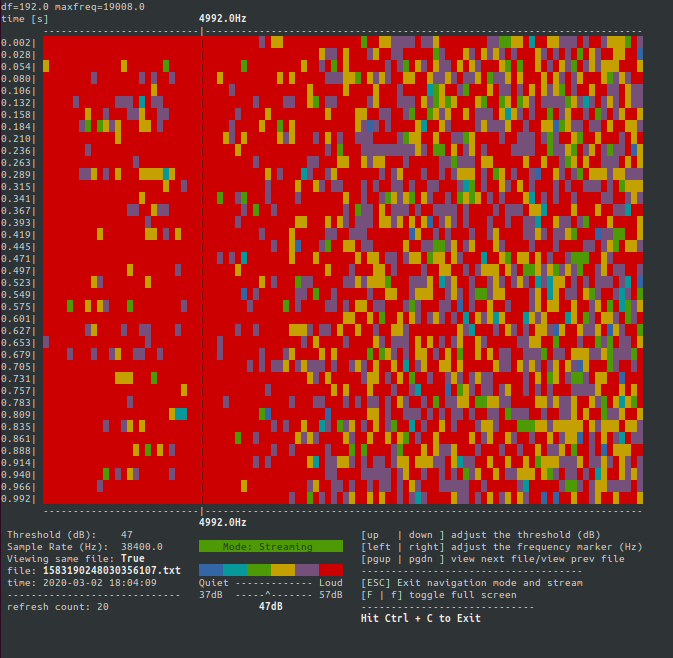 df=192.0 maxfreq=19008.0
time [s] 4992.0Hz
--------------------------|-------------------------------------------------------------------------
0.002|
0.028|
0.054|
0.080|
0.106|
0.132|
0.158|
0.184|
0.210|
0.236|
0.263|
0.289|
0.315|
0.341|
0.367|
0.393|
0.419|
0.445|
0.471|
0.497|
0.523|
0.549|
0.575|
0.601|
0.627|
0.653|
0.679|
0.705|
0.731|
0.757|
0.783|
0.809|
0.835|
0.861|
0.888|
0.914|
0.940|
0.966|
0.992|
--------------------------|-------------------------------------------------------------------------
4992.0Hz
Threshold (dB): 47
Sample Rate (Hz): 38400.0
Viewing same file: True
file: 1583190248030356107.txt
time: 2020-03-02 18:04:09
-----------------------------
refresh count: 20
Mode: Streaming
Quiet -------------- Loud
37dB -----^------- 57dB
47dB
[up | down ] adjust the threshold (dB)
[left | right] adjust the frequency marker (Hz)
[pgup | pgdn ] view next file/view prev file
-------------------------------------
[ESC] Exit navigation mode and stream
[F | f] toggle full screen
-----------------------------
Hit Ctrl + C to Exit